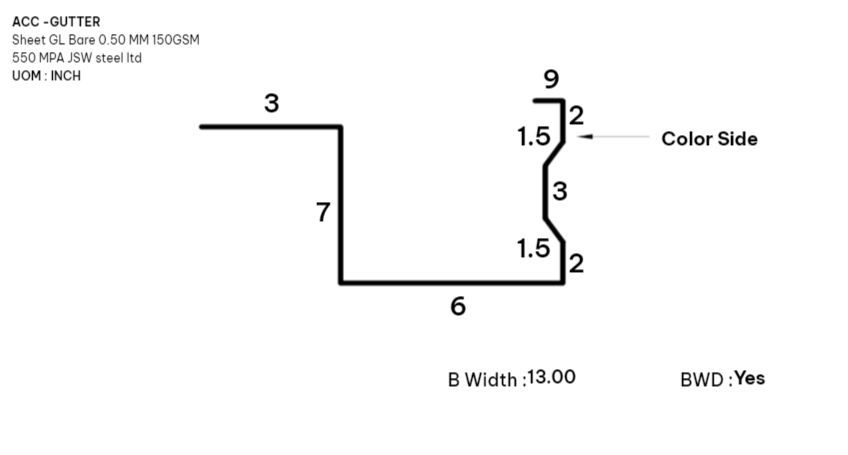 ACC -GUTTER
Sheet GL Bare 0.50 MM 150GSM
550 MPA JSW steel ltd
UOM : INCH
9
3
2
1.5
Color Side
3
7
1.5
2
6
B Width :13.00
BWD :Yes